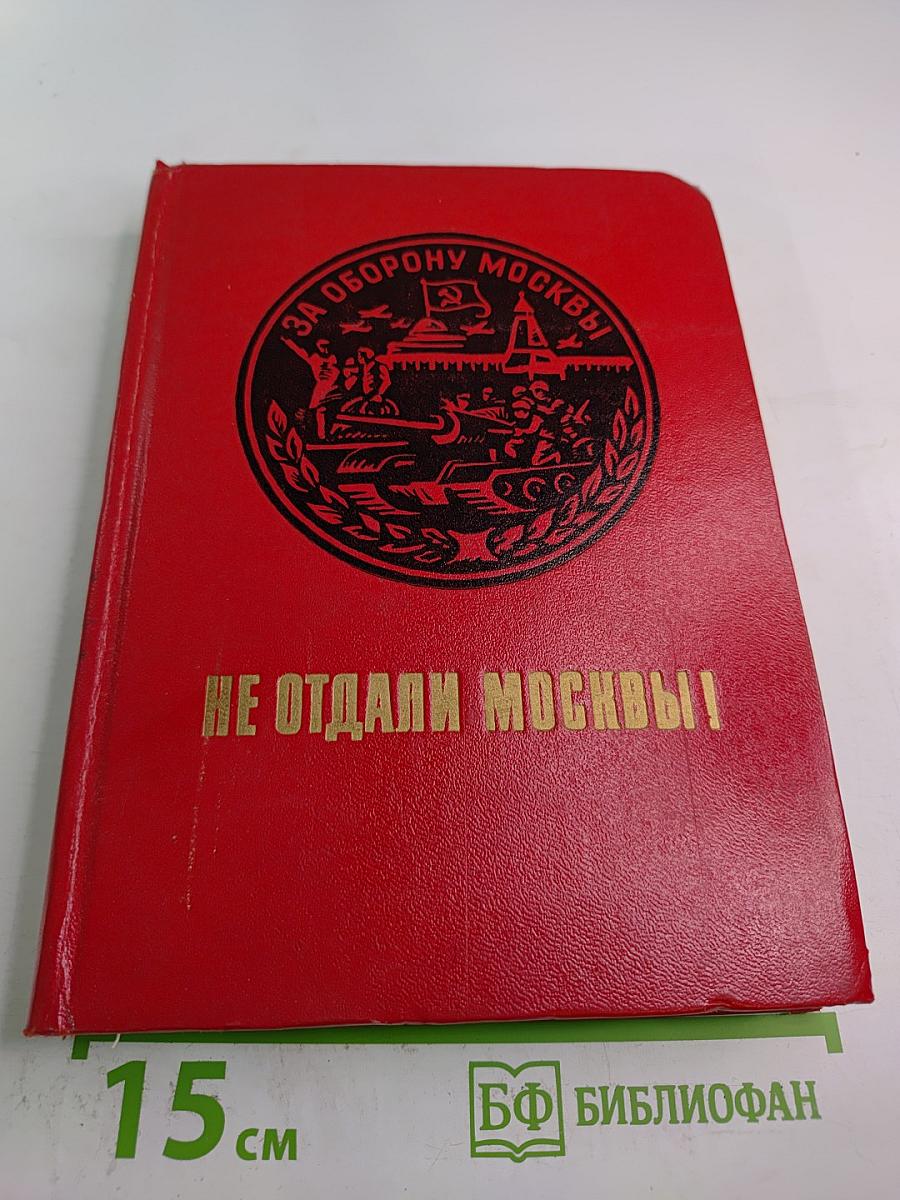 ЗА ОБОРОНУ МОСКВЫ
НЕ ОТДАЛИ МОСКВЫ!
15 см
БФ БИБЛИОФАН